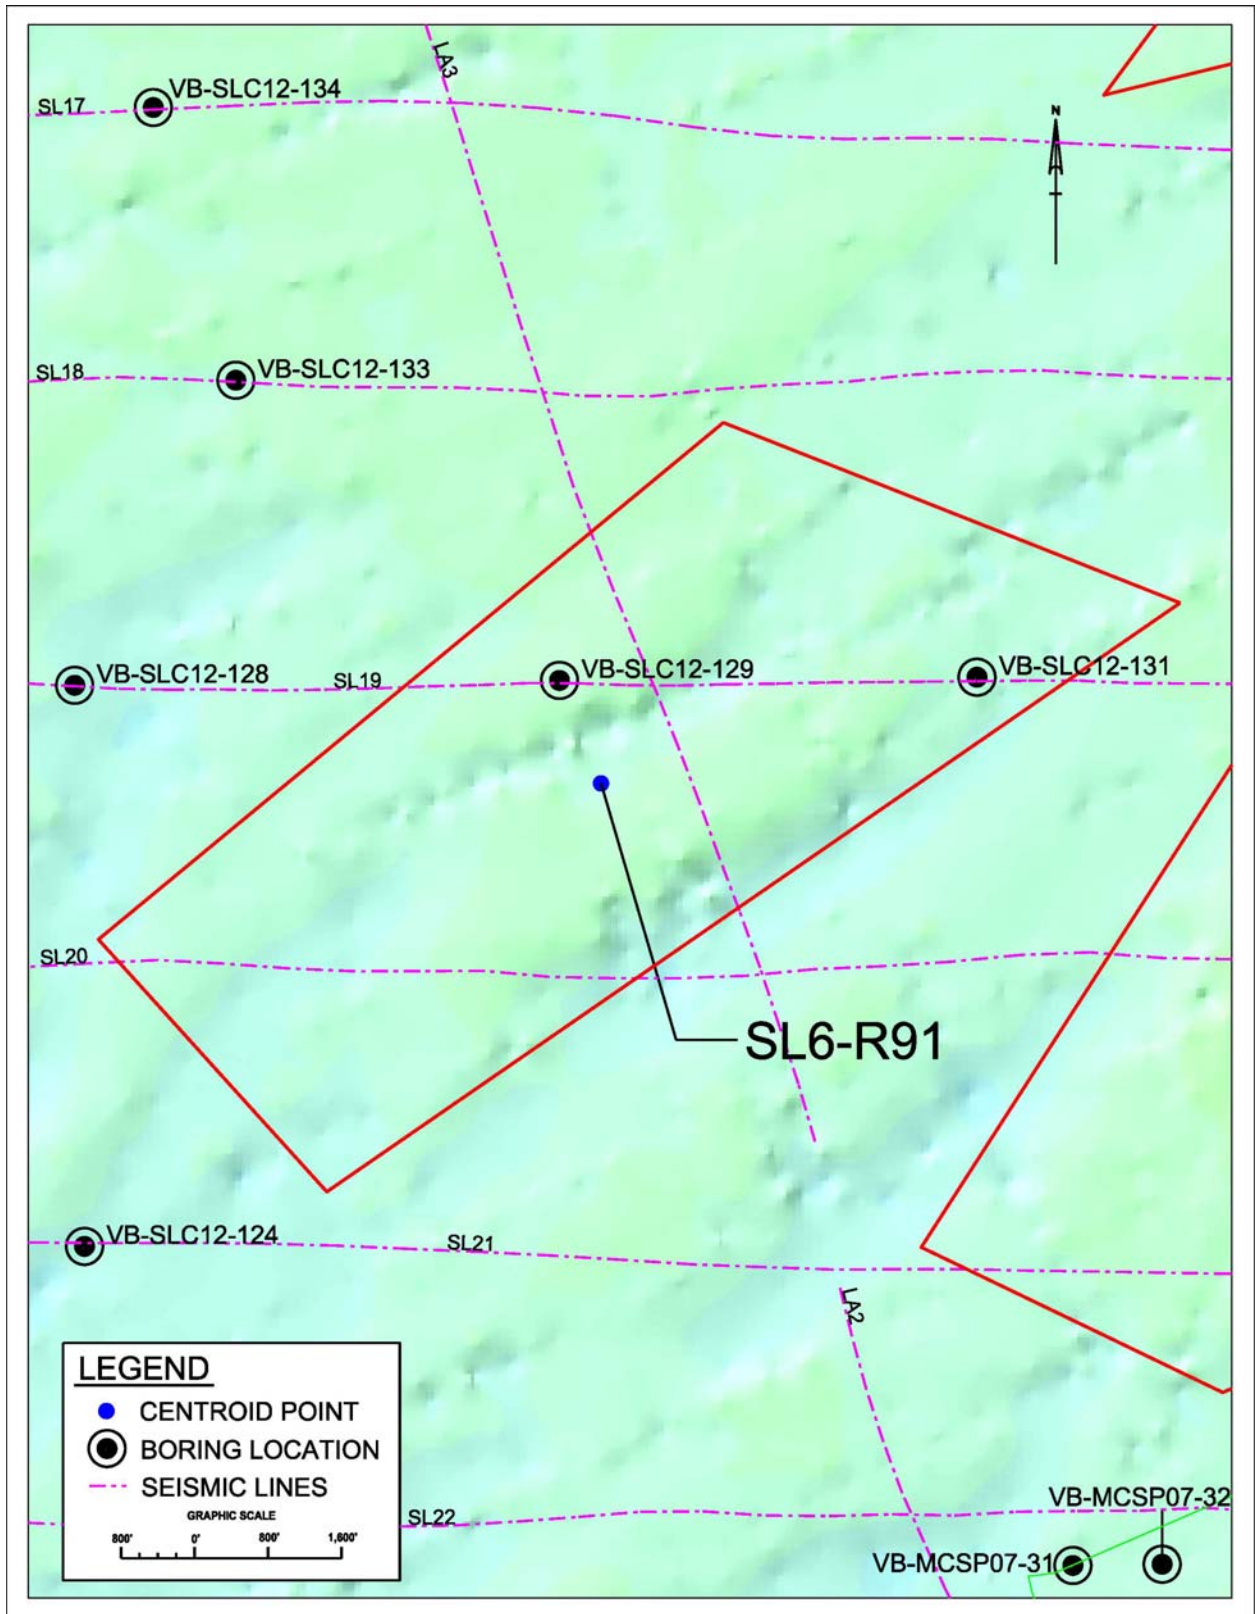 LA3
VB-SLC12-134
SL17
N
VB-SLC12-133
SL18
VB-SLC12-128
SL19
VB-SLC12-129
VB-SLC12-131
SL20
SL6-R91
VB-SLC12-124
SL21
LA2
LEGEND
CENTROID POINT
BORING LOCATION
SEISMIC LINES
GRAPHIC SCALE
800' 0' 800' 1,600'
SL22
VB-MCSP07-32
VB-MCSP07-31